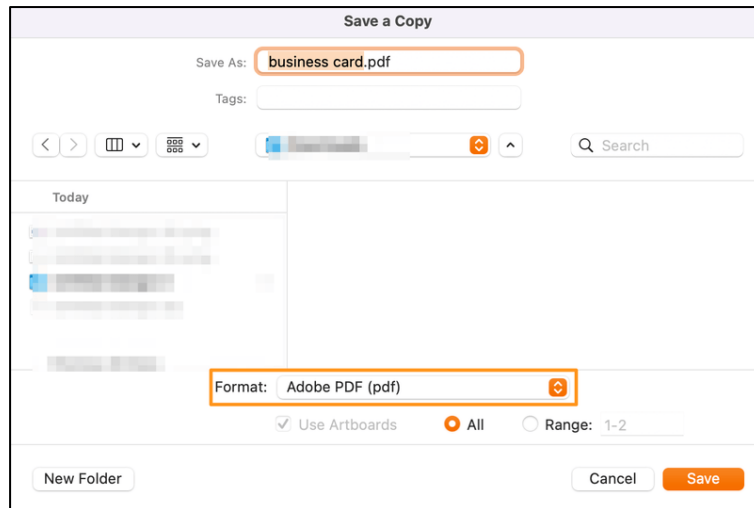 Save a Copy
Save As: business card.pdf
Tags:
Search
Today
Format: Adobe PDF (pdf)
Use Artboards All Range: 1-2
New Folder Cancel Save